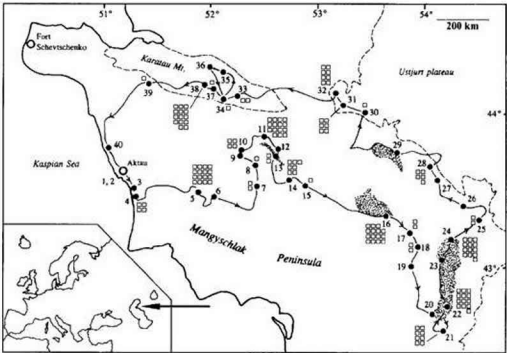 51° 52° 53° 54°
200 km
Fort
Schevtschenko
Karatau Mt.
Ustjurt plateau
36
35
38 37 33
39 34
32
31
30
44°
40
11
10 12
9 13
29
8
28
Kaspian Sea
Aktau
1, 2 3
4
5 6 7
14 15
27
26
16
25
Mangyschlak
Peninsula
17
18
24
19
23
43°
20
22
21